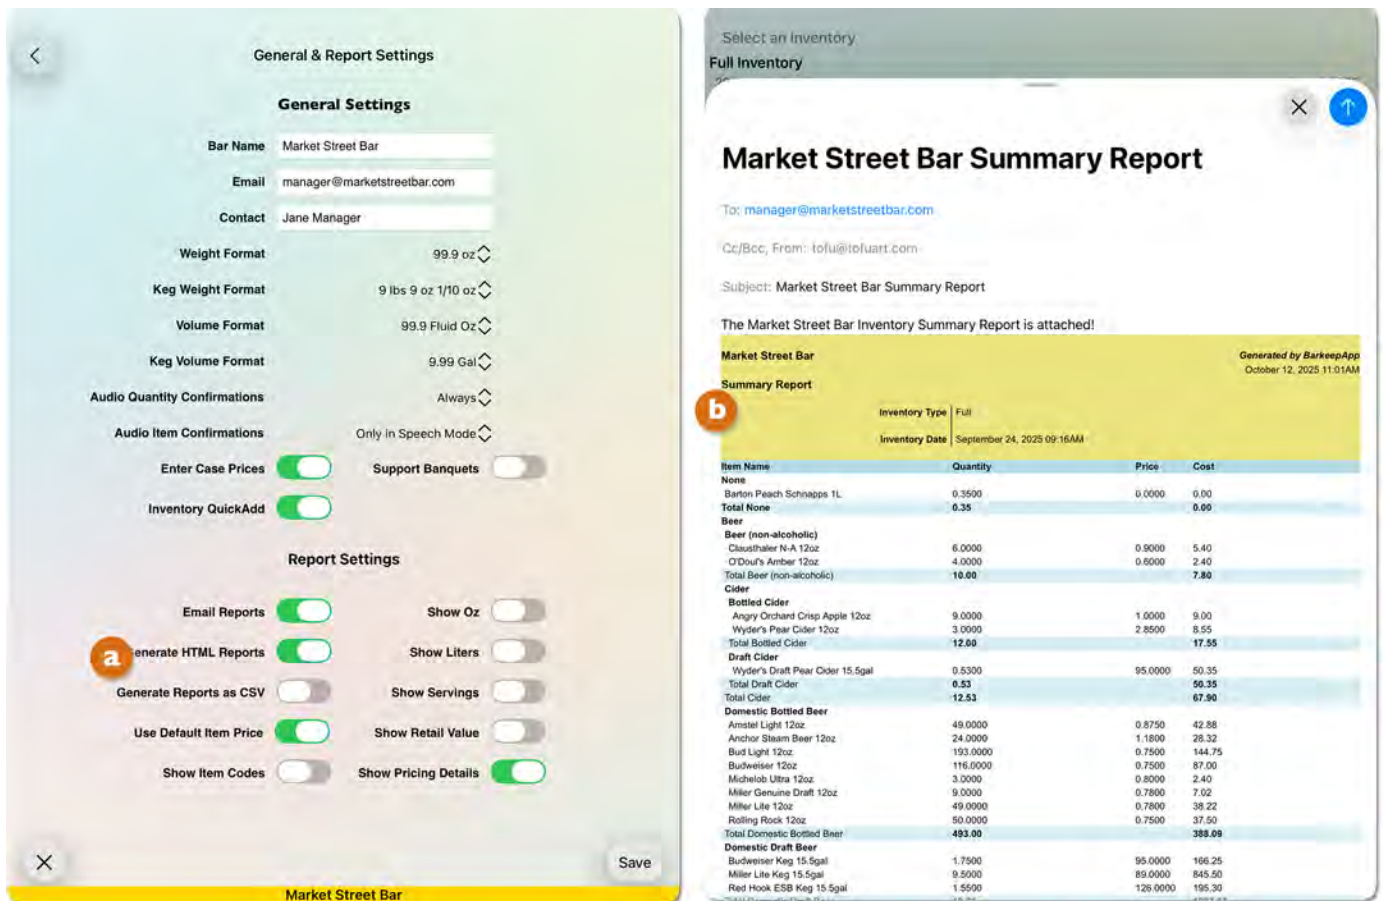 General & Report Settings
General Settings
Bar Name Market Street Bar
Email manager@marketstreetbar.com
Contact Jane Manager
Weight Format 99.9 oz
Keg Weight Format 9 lbs 9 oz 1/10 oz
Volume Format 99.9 Fluid Oz
Keg Volume Format 9.99 Gal
Audio Quantity Confirmations Always
Audio Item Confirmations Only in Speech Mode
Enter Case Prices Support Banquets
Inventory QuickAdd
Report Settings
Email Reports Show Oz
a enerate HTML Reports Show Liters
Generate Reports as CSV Show Servings
Use Default Item Price Show Retail Value
Show Item Codes Show Pricing Details
Save
Market Street Bar
Select an Inventory
Full Inventory
Market Street Bar Summary Report
To: manager@marketstreetbar.com
Cc/Bcc, From: tofu@tofuart.com
Subject: Market Street Bar Summary Report
The Market Street Bar Inventory Summary Report is attached!
Market Street Bar Generated by BarkeepApp
October 12, 2025 11:01AM
Summary Report
b
Inventory Type Full
Inventory Date September 24, 2025 09:16AM
Item Name Quantity Price Cost
None
Barton Peach Schnapps 1L 0.3500 0.0000 0.00
Total None 0.35 0.00
Beer
Beer (non-alcoholic)
Clausthaler N-A 12oz 6.0000 0.9000 5.40
O'Doul's Amber 12oz 4.0000 0.6000 2.40
Total Beer (non-alcoholic) 10.00 7.80
Cider
Bottled Cider
Angry Orchard Crisp Apple 12oz 9.0000 1.0000 9.00
Wyder's Pear Cider 12oz 3.0000 2.8500 8.55
Total Bottled Cider 12.00 17.55
Draft Cider
Wyder's Draft Pear Cider 15.5gal 0.5300 95.0000 50.35
Total Draft Cider 0.53 50.35
Total Cider 12.53 67.90
Domestic Bottled Beer
Amstel Light 12oz 49.0000 0.8750 42.88
Anchor Steam Beer 12oz 24.0000 1.1800 28.32
Bud Light 12oz 193.0000 0.7500 144.75
Budweiser 12oz 116.0000 0.7500 87.00
Michelob Ultra 12oz 3.0000 0.8000 2.40
Miller Genuine Draft 12oz 9.0000 0.7800 7.02
Miller Lite 12oz 49.0000 0.7800 38.22
Rolling Rock 12oz 50.0000 0.7500 37.50
Total Domestic Bottled Beer 493.00 388.09
Domestic Draft Beer
Budweiser Keg 15.5gal 1.7500 95.0000 166.25
Miller Lite Keg 15.5gal 9.5000 89.0000 845.50
Red Hook ESB Keg 15.5gal 1.5500 126.0000 195.30